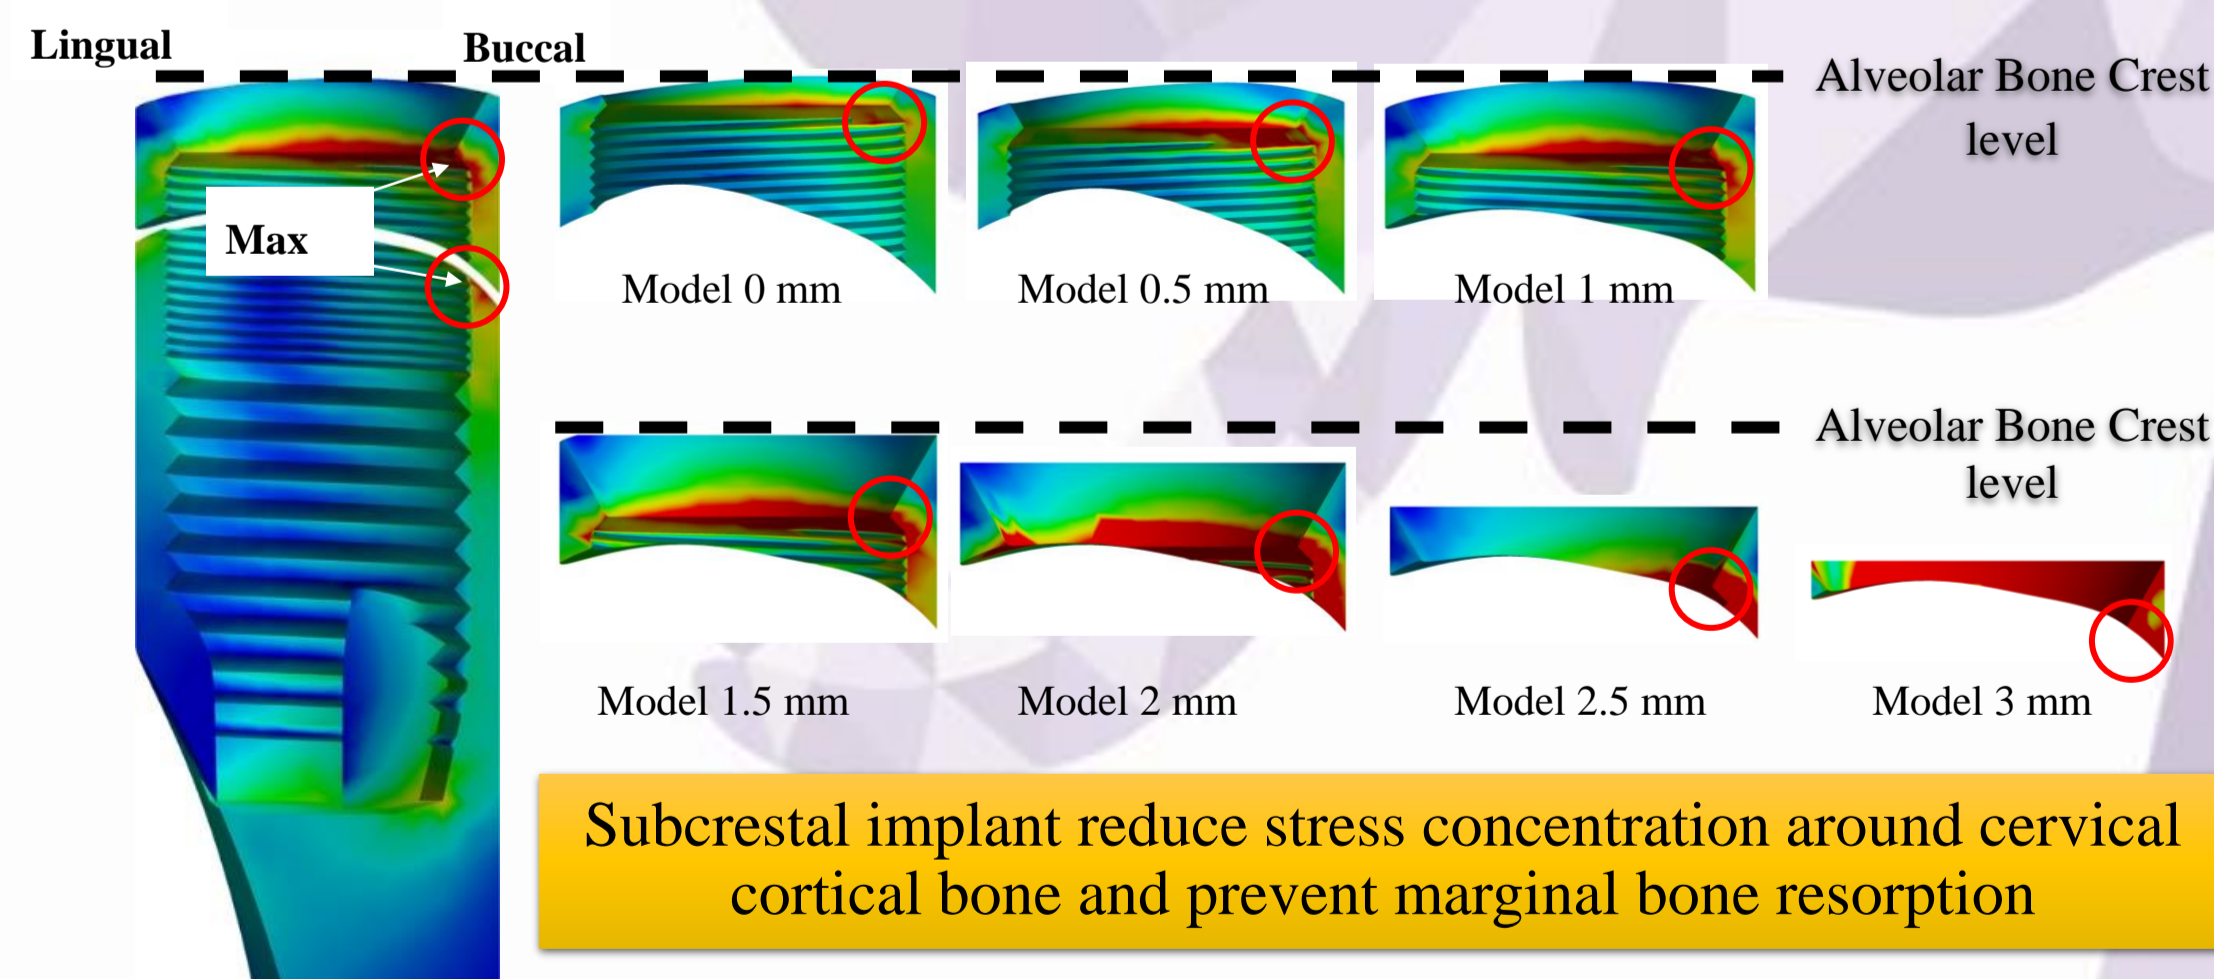 Lingual
Buccal
Alveolar Bone Crest
level
Max
Model 0 mm
Model 0.5 mm
Model 1 mm
Alveolar Bone Crest
level
Model 1.5 mm
Model 2 mm
Model 2.5 mm
Model 3 mm
Subcrestal implant reduce stress concentration around cervical
cortical bone and prevent marginal bone resorption